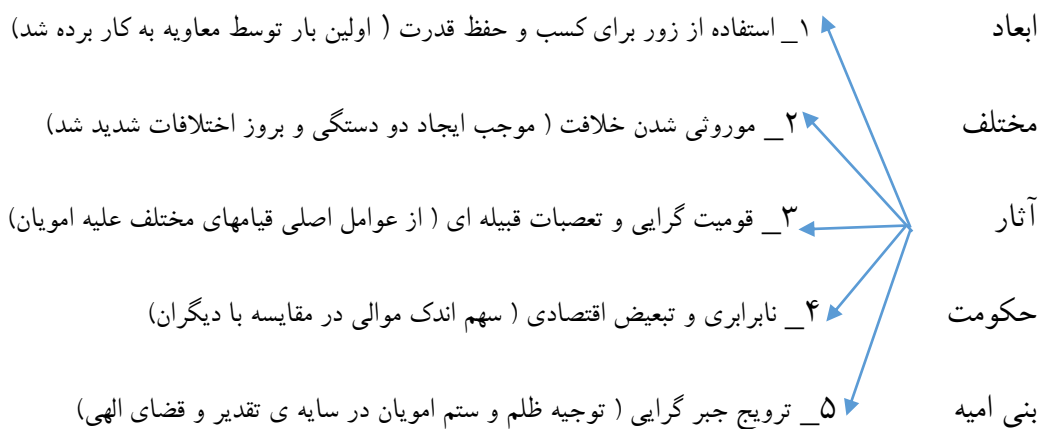 ابعاد ۱_ استفاده از زور برای کسب و حفظ قدرت ( اولین بار توسط معاویه به کار برده شد)
مختلف ۲_ موروثی شدن خلافت ( موجب ایجاد دو دستگی و بروز اختلافات شدید شد)
آثار ۳_ قومیت گرایی و تعصبات قبیله ای ( از عوامل اصلی قیامهای مختلف علیه امویان)
حکومت ۴_ نابرابری و تبعیض اقتصادی ( سهم اندک موالی در مقایسه با دیگران)
بنی امیه ۵_ ترویج جبر گرایی ( توجیه ظلم و ستم امویان در سایه ی تقدیر و قضای الهی)